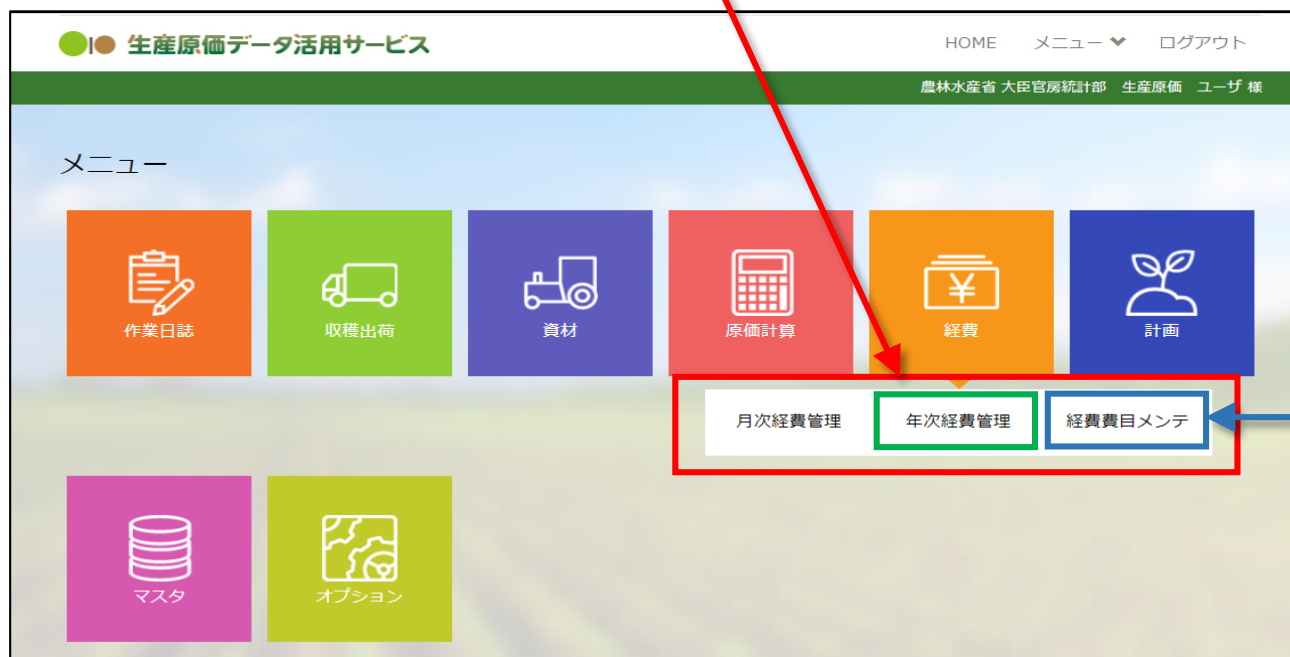 生産原価データ活用サービス
HOME メニュー ログアウト
農林水産省 大臣官房統計部 生産原価 ユーザ 様
メニュー
作業日誌 収穫出荷 資材 原価計算 経費 計画
月次経費管理 年次経費管理 経費費目メンテ
マスタ オプション